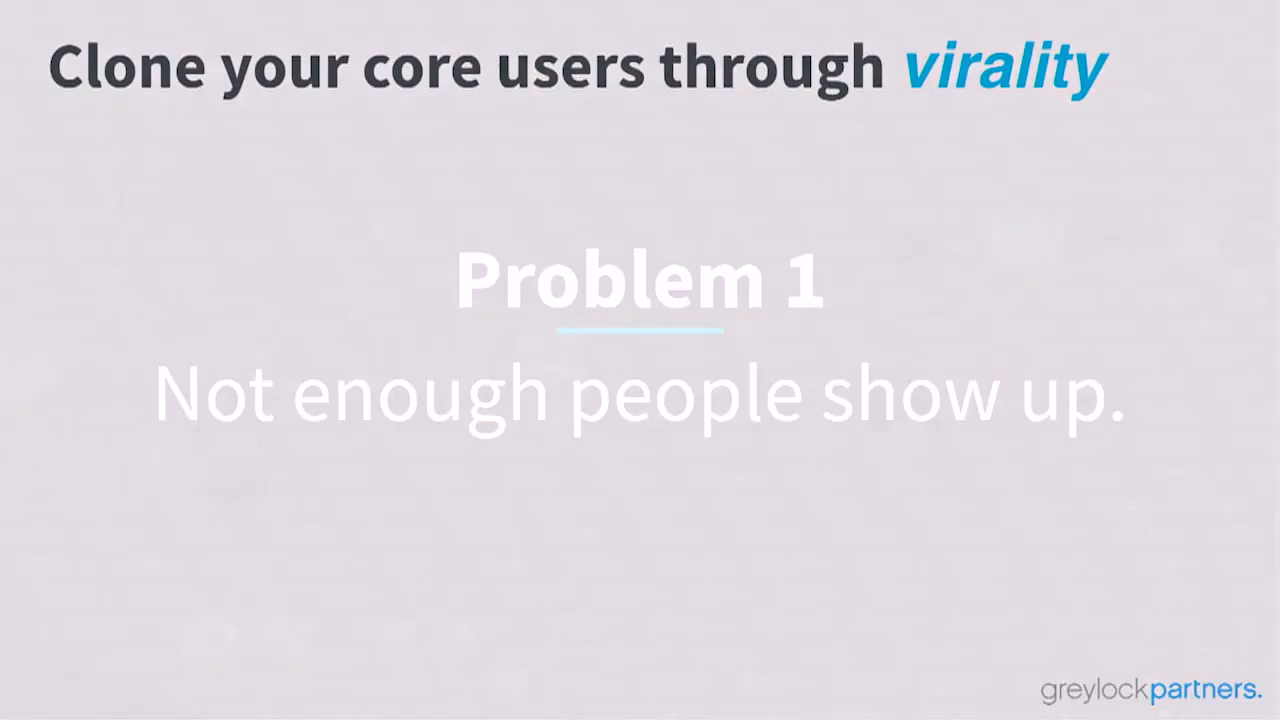 Clone your core users through virality
Problem 1
Not enough people show up.
greylockpartners.